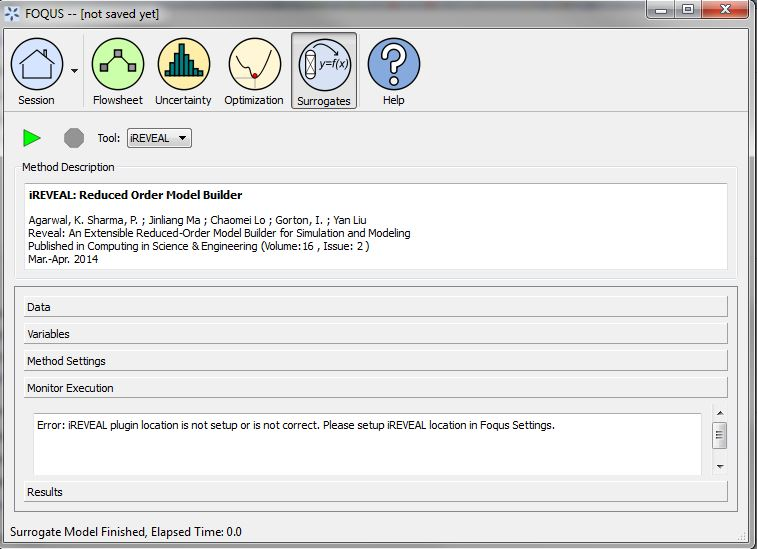 FOQUS -- [not saved yet]
Session
Flowsheet
Uncertainty
Optimization
y=f(x)
Surrogates
?
Help
Tool:
iREVEAL
Method Description
iREVEAL: Reduced Order Model Builder
Agarwal, K. Sharma, P. ; Jinliang Ma ; Chaomei Lo ; Gorton, I. ; Yan Liu
Reveal: An Extensible Reduced-Order Model Builder for Simulation and Modeling
Published in Computing in Science & Engineering (Volume:16 , Issue: 2 )
Mar.-Apr. 2014
Data
Variables
Method Settings
Monitor Execution
Error: iREVEAL plugin location is not setup or is not correct. Please setup iREVEAL location in Foqus Settings.
Results
Surrogate Model Finished, Elapsed Time: 0.0